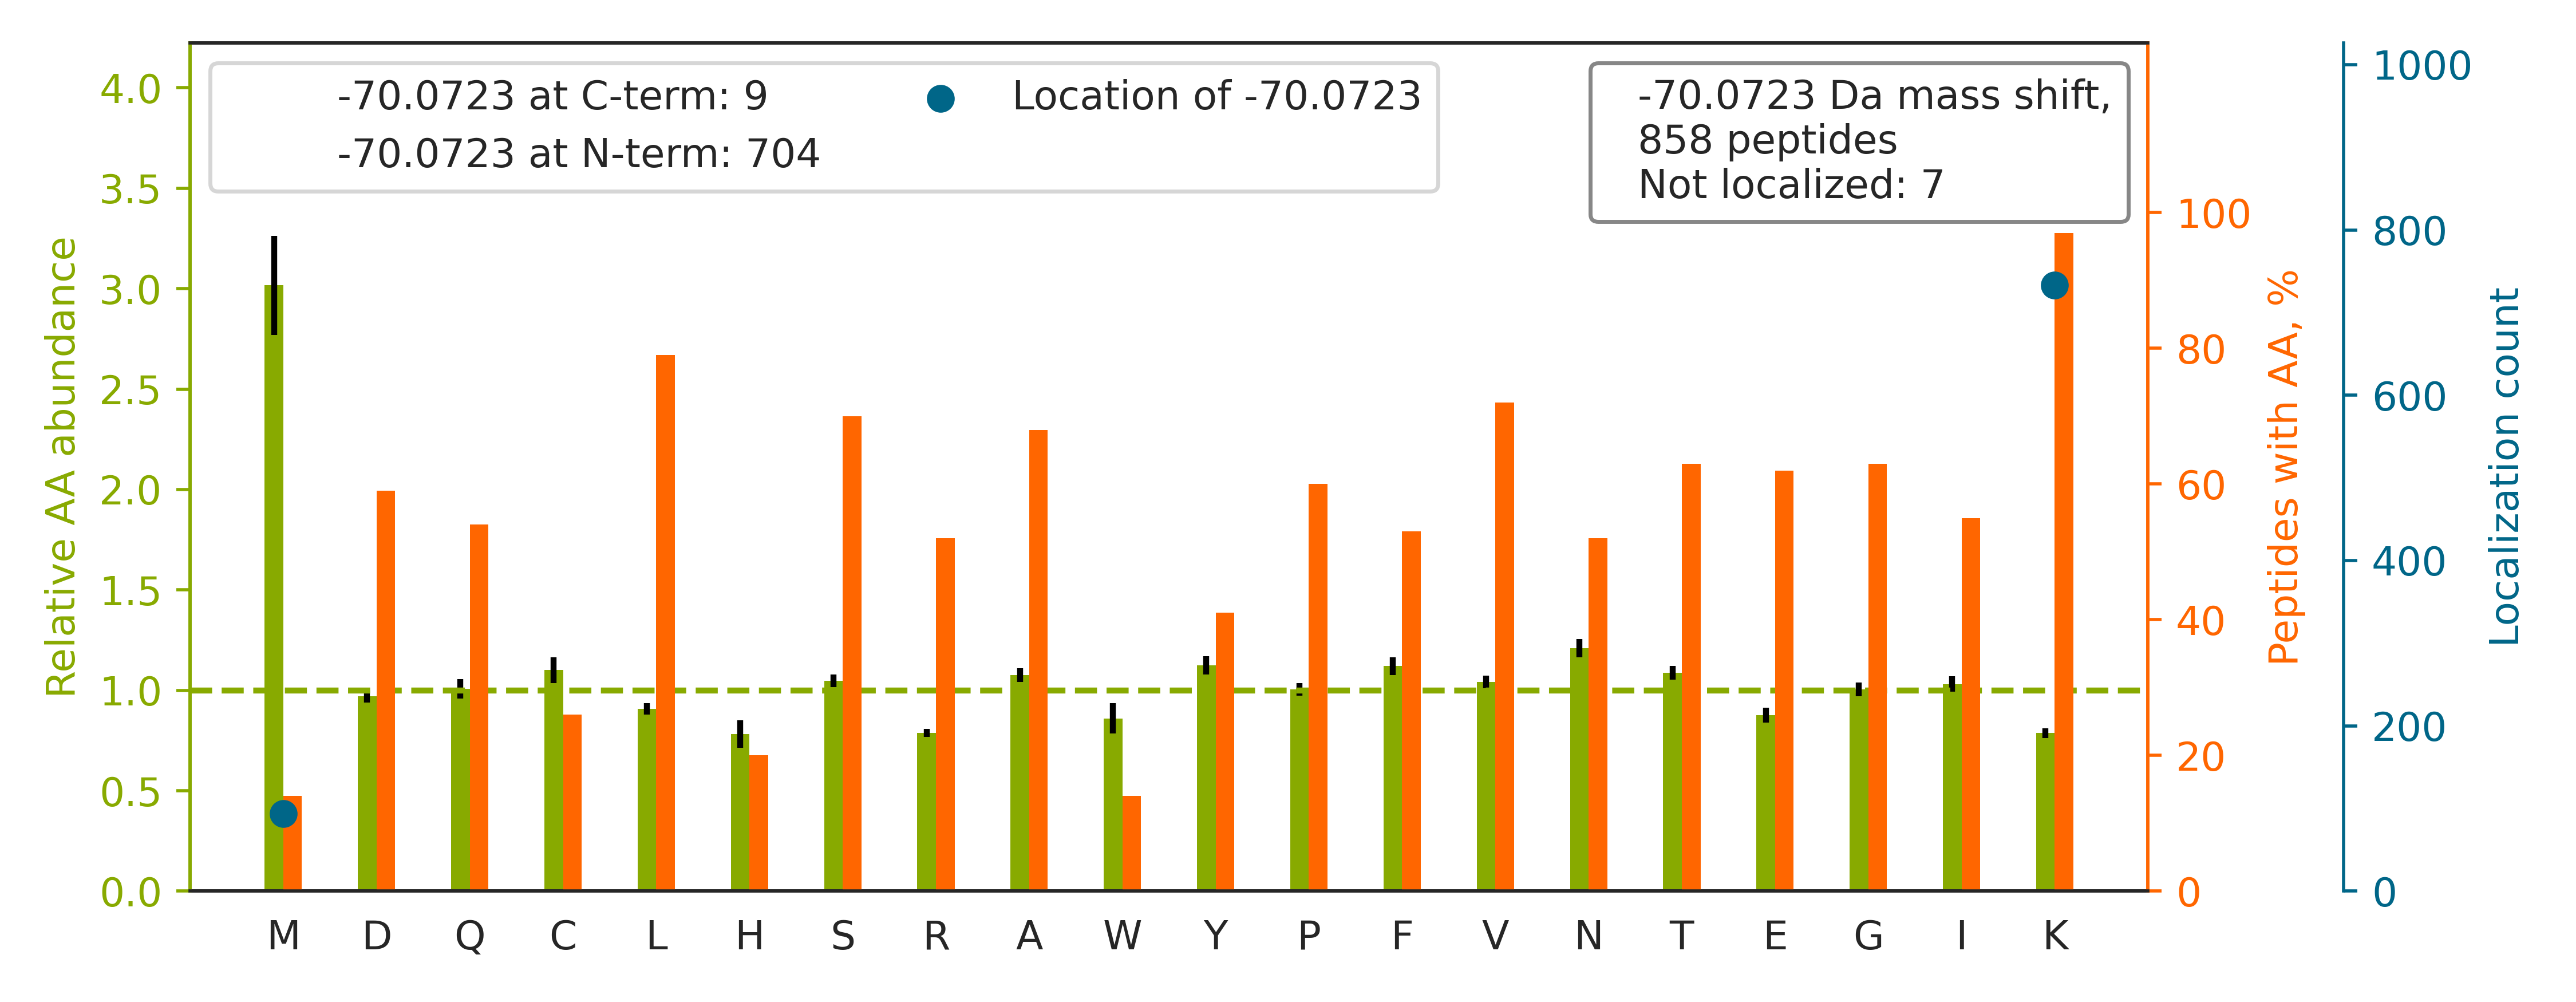 -70.0723 at C-term: 9
-70.0723 at N-term: 704
Location of -70.0723
-70.0723 Da mass shift,
858 peptides
Not localized: 7
Relative AA abundance
4.0
3.5
3.0
2.5
2.0
1.5
1.0
0.5
0.0
M D Q C L H S R A W Y P F V N T E G I K
100
80
60
40
20
0
Peptides with AA, %
1000
800
600
400
200
0
Localization count